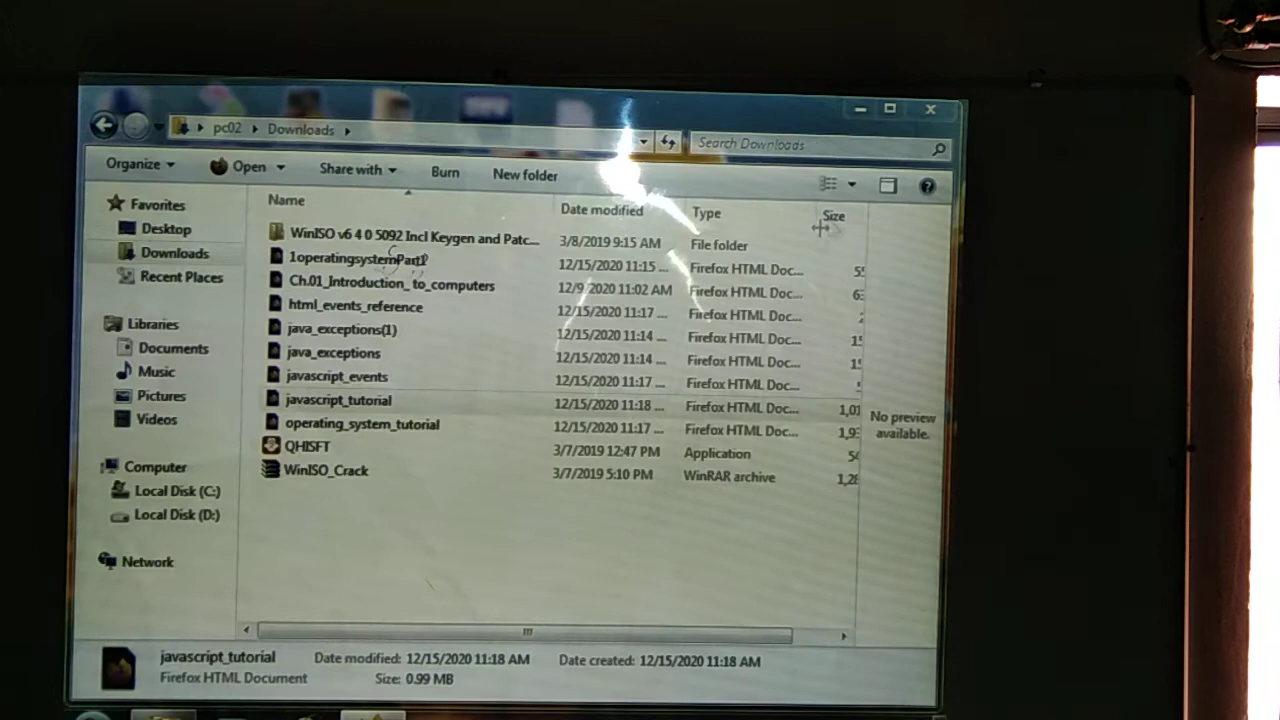 pc02 Downloads
Search Downloads
Organize Open Share with Burn New folder
Favorites
Desktop
Downloads
Recent Places
Libraries
Documents
Music
Pictures
Videos
Computer
Local Disk (C:)
Local Disk (D:)
Network
Name Date modified Type Size
WinISO v6 4 0 5092 Incl Keygen and Patc... 3/8/2019 9:15 AM File folder
1operatingsystemPart1 12/15/2020 11:15 ... Firefox HTML Doc...
Ch.01_Introduction_to_computers 12/9/2020 11:02 AM Firefox HTML Doc...
html_events_reference 12/15/2020 11:17 ... Firefox HTML Doc...
java_exceptions(1) 12/15/2020 11:14 ... Firefox HTML Doc...
java_exceptions 12/15/2020 11:14 ... Firefox HTML Doc...
javascript_events 12/15/2020 11:17 ... Firefox HTML Doc...
javascript_tutorial 12/15/2020 11:18 ... Firefox HTML Doc... 1,01
operating_system_tutorial 12/15/2020 11:17 ... Firefox HTML Doc...
QHISFT 3/7/2019 12:47 PM Application
WinISO_Crack 3/7/2019 5:10 PM WinRAR archive 1,28
No preview
available.
javascript_tutorial Date modified: 12/15/2020 11:18 AM Date created: 12/15/2020 11:18 AM
Firefox HTML Document Size: 0.99 MB